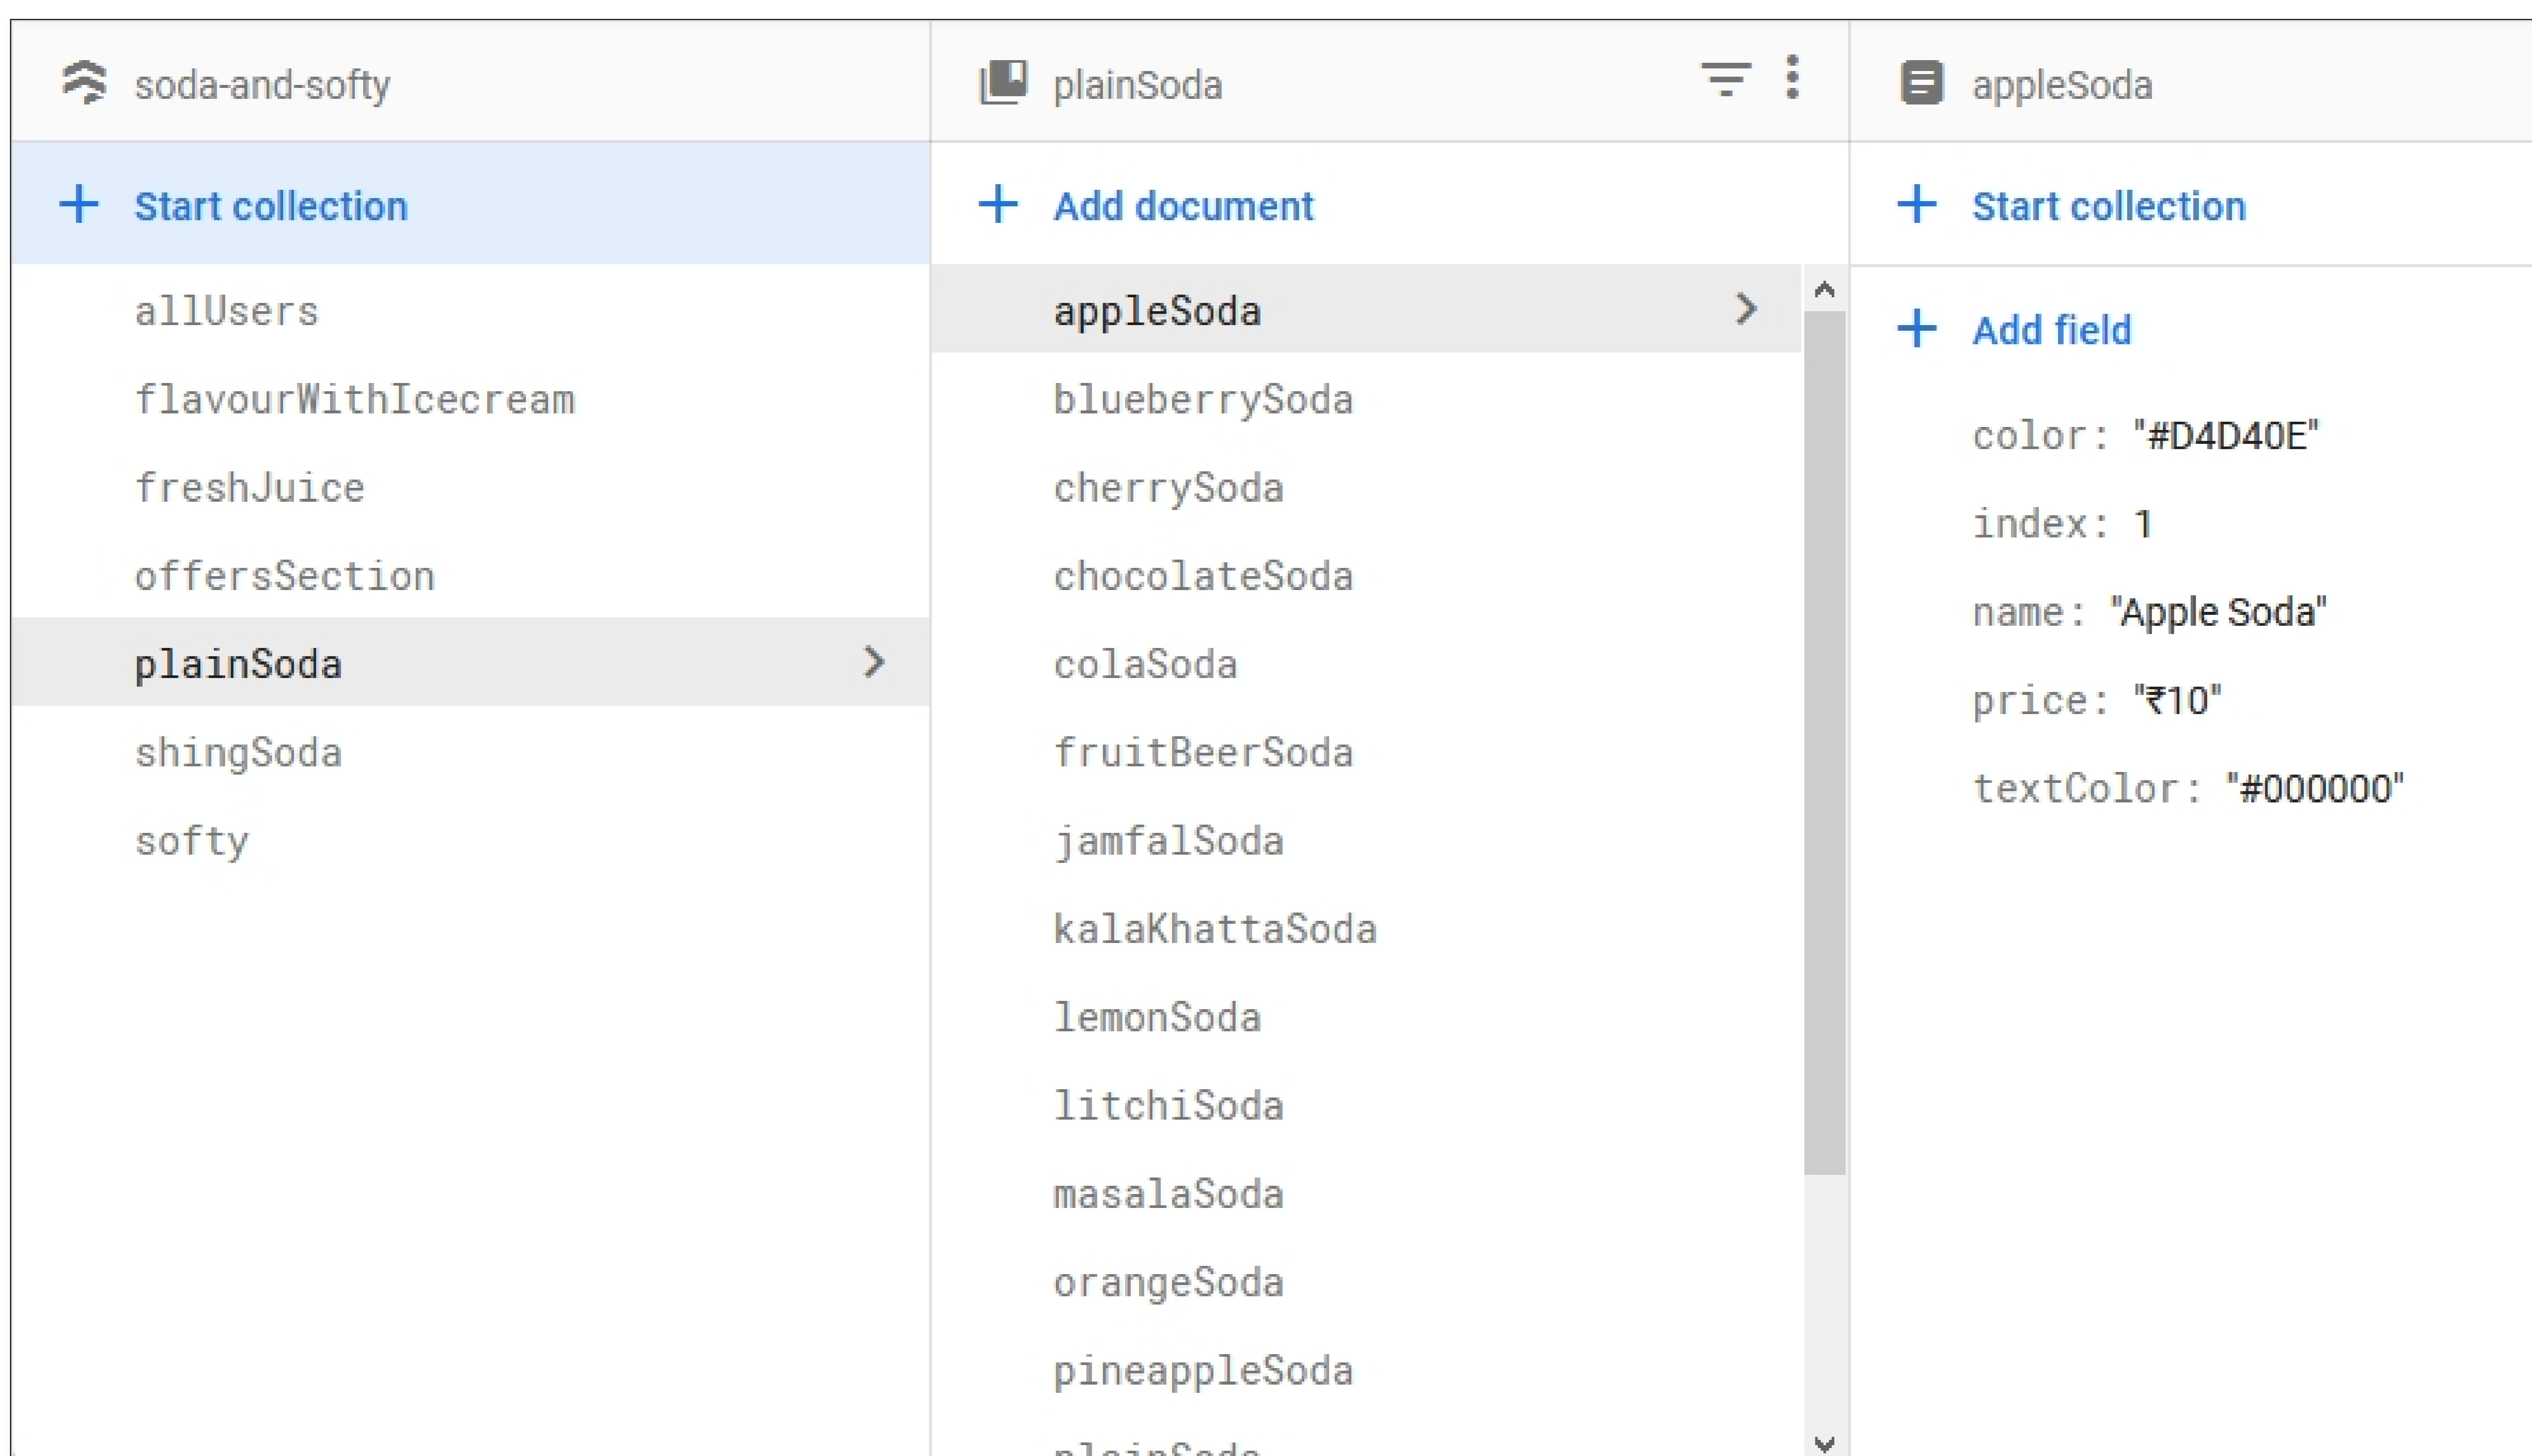 soda-and-softy
Start collection
allUsers
flavourWithIcecream
freshJuice
offersSection
plainSoda
shingSoda
softy
plainSoda
Add document
appleSoda
blueberrySoda
cherrySoda
chocolateSoda
colaSoda
fruitBeerSoda
jamfalSoda
kalaKhattaSoda
lemonSoda
litchiSoda
masalaSoda
orangeSoda
pineappleSoda
plainSoda
appleSoda
Start collection
Add field
color: "#D4D40E"
index: 1
name: "Apple Soda"
price: "₹10"
textColor: "#000000"